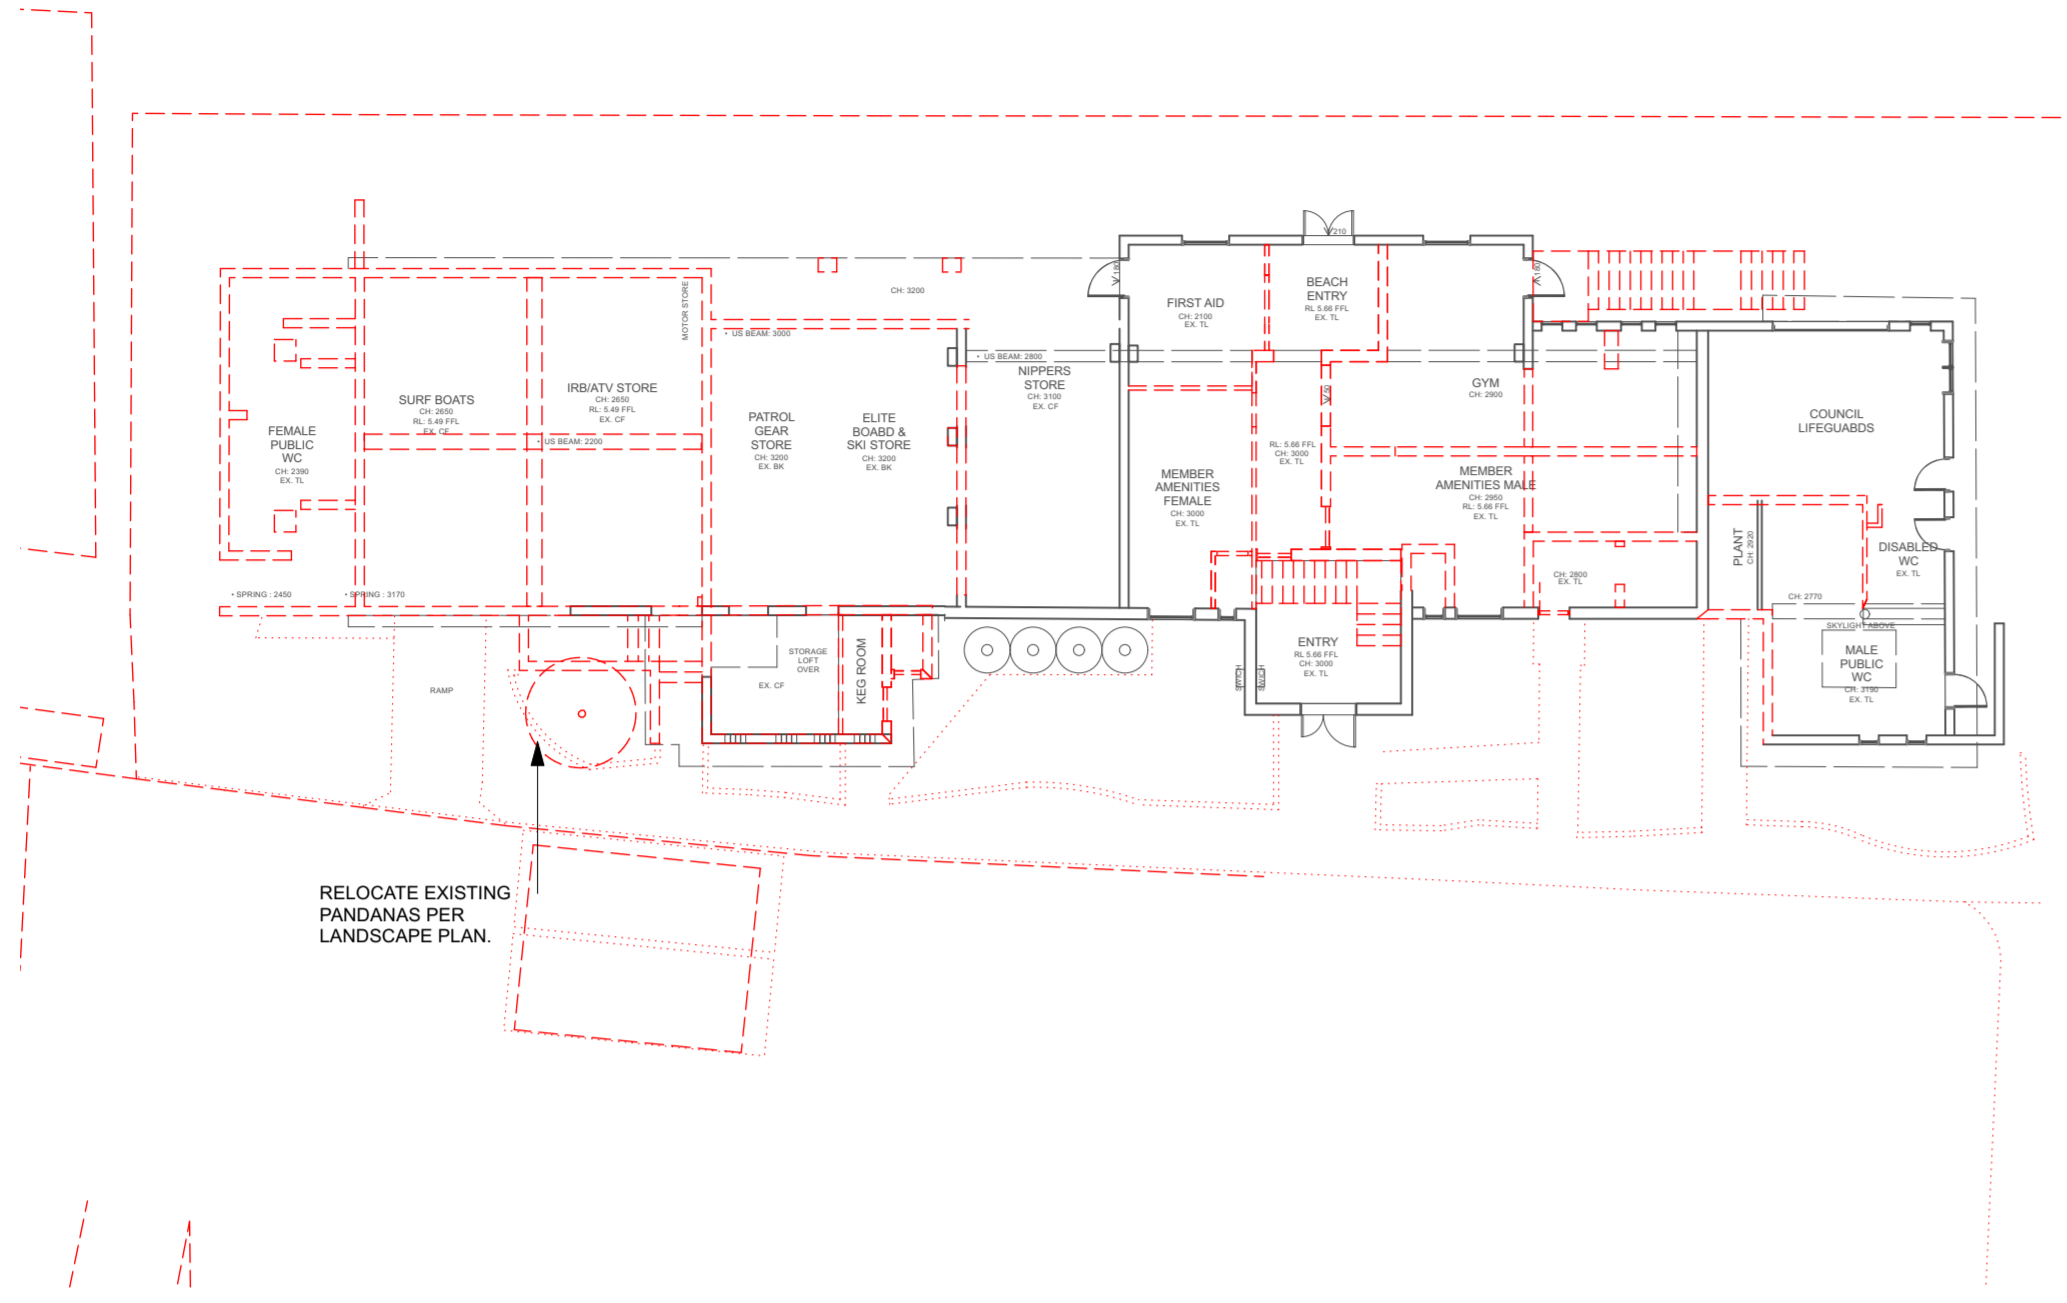 210
180
180
BEACH
ENTRY
RL 5.66 FFL
EX. TL
FIRST AID
CH: 2100
EX. TL
CH: 3200
MOTOR STORE
• US BEAM: 3000
• US BEAM: 2800
NIPPERS
STORE
CH: 3100
EX. CF
GYM
CH: 2900
150
SURF BOATS
CH: 2650
RL: 5.49 FFL
EX. CF
IRB/ATV STORE
CH: 2650
RL: 5.49 FFL
EX. CF
• US BEAM: 2200
PATROL
GEAR
STORE
CH: 3200
EX. BK
ELITE
BOABD &
SKI STORE
CH: 3200
EX. BK
COUNCIL
LIFEGUABDS
FEMALE
PUBLIC
WC
CH: 2390
EX. TL
RL: 5.66 FFL
CH: 3000
EX. TL
MEMBER
AMENITIES
FEMALE
CH: 3000
EX. TL
MEMBER
AMENITIES MALE
CH: 2950
RL: 5.66 FFL
EX. TL
PLANT
CH: 2920
DISABLED
WC
EX. TL
CH: 2800
EX. TL
• SPRING : 2450
• SPRING : 3170
CH: 2770
SKYLIGHT ABOVE
STORAGE
LOFT
OVER
EX. CF
KEG ROOM
ENTRY
RL 5.66 FFL
CH: 3000
EX. TL
MALE
PUBLIC
WC
CH: 3190
EX. TL
RAMP
RELOCATE EXISTING
PANDANAS PER
LANDSCAPE PLAN.